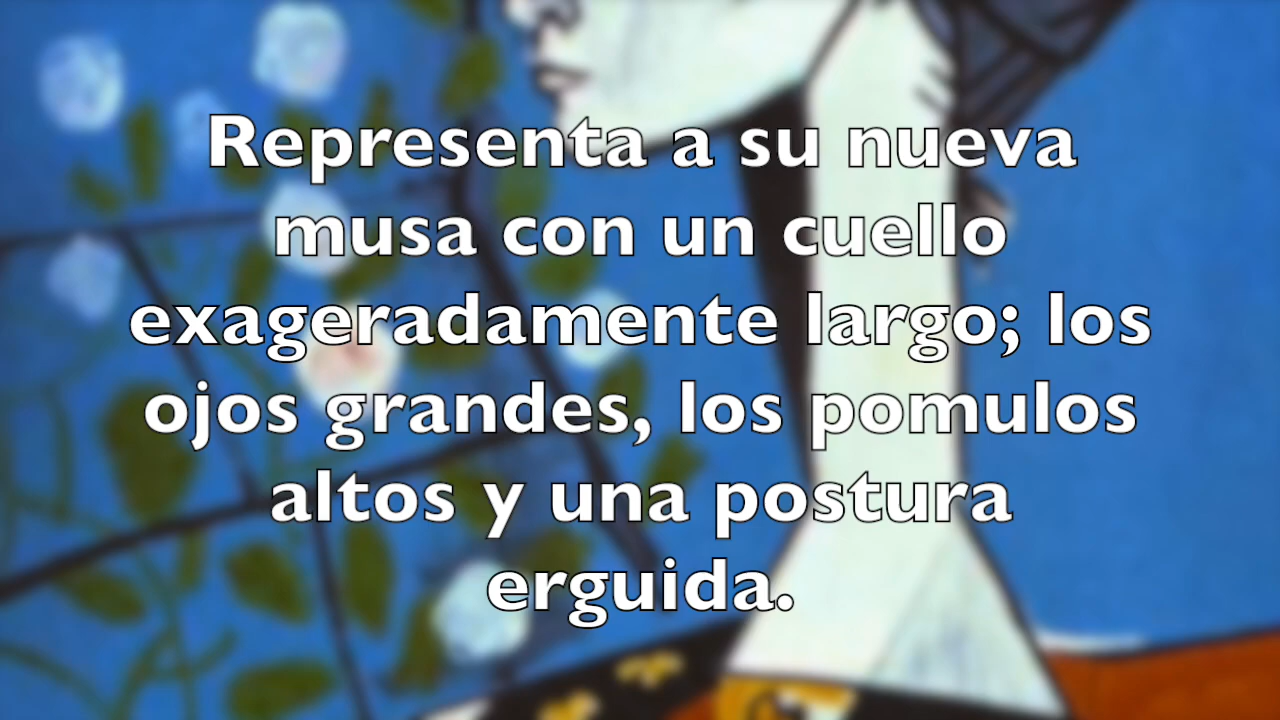 Representa a su nueva
musa con un cuello
exageradamente largo; los
ojos grandes, los pomulos
altos y una postura
erguida.